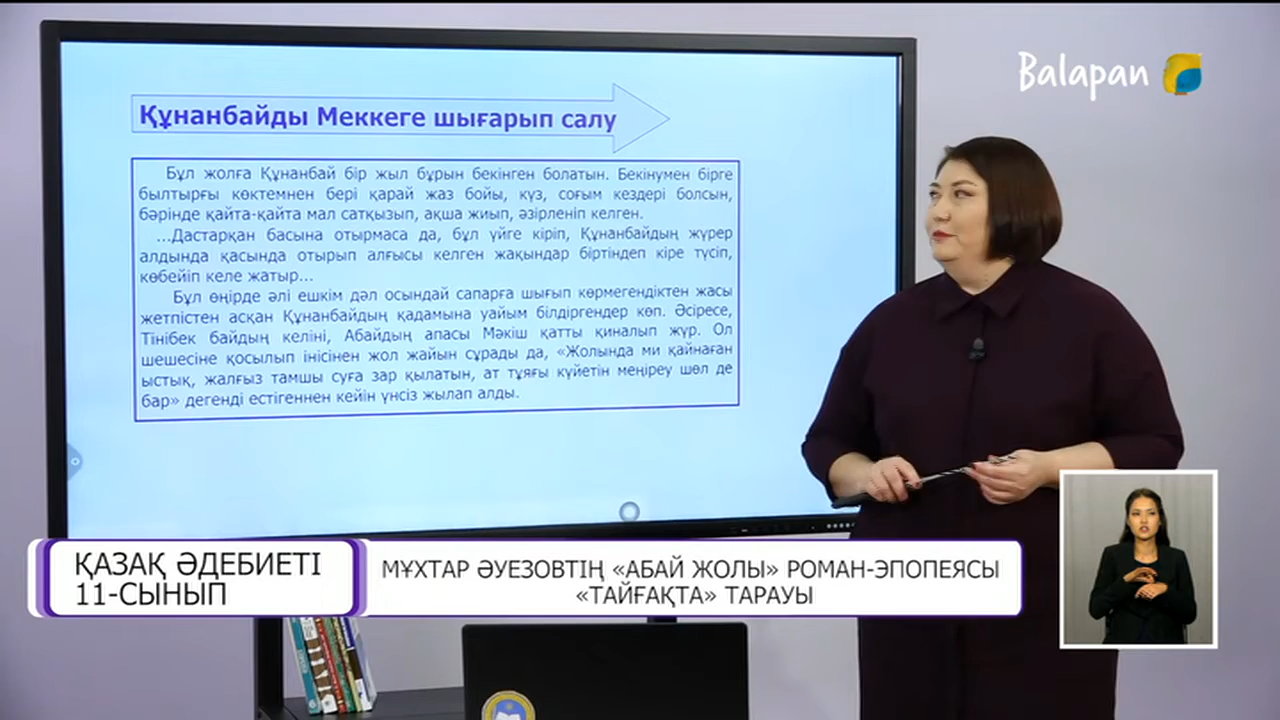 Balapan
Құнанбайды Меккеге шығарып салу
Бұл жолға Құнанбай бір жыл бұрын бекінген болатын. Бекінумен бірге
былтырғы көктемнен бері қарай жаз бойы, күз, соғым кездері болсын,
бәрінде қайта-қайта мал сатқызып, ақша жиып, әзірленіп келген.
...Дастарқан басына отырмаса да, бұл үйге кіріп, Құнанбайдың жүрер
алдында қасында отырып алғысы келген жақындар біртіндеп кіре түсіп,
көбейіп келе жатыр...
Бұл өңірде әлі ешкім дәл осындай сапарға шығып көрмегендіктен жасы
жетпістен асқан Құнанбайдың қадамына уайым білдіргендер көп. Әсіресе,
Тінібек байдың келіні, Абайдың апасы Мәкіш қатты қиналып жүр. Ол
шешесіне қосылып інісінен жол жайын сұрады да, «Жолында ми қайнаған
ыстық, жалғыз тамшы суға зар қылатын, ат тұяғы күйетін меңіреу шөл де
бар» дегенді естігеннен кейін үнсіз жылап алды.
ҚАЗАҚ ӘДЕБИЕТІ
11-СЫНЫП
МҰХТАР ӘУЕЗОВТІҢ «АБАЙ ЖОЛЫ» РОМАН-ЭПОПЕЯСЫ
«ТАЙҒАҚТА» ТАРАУЫ